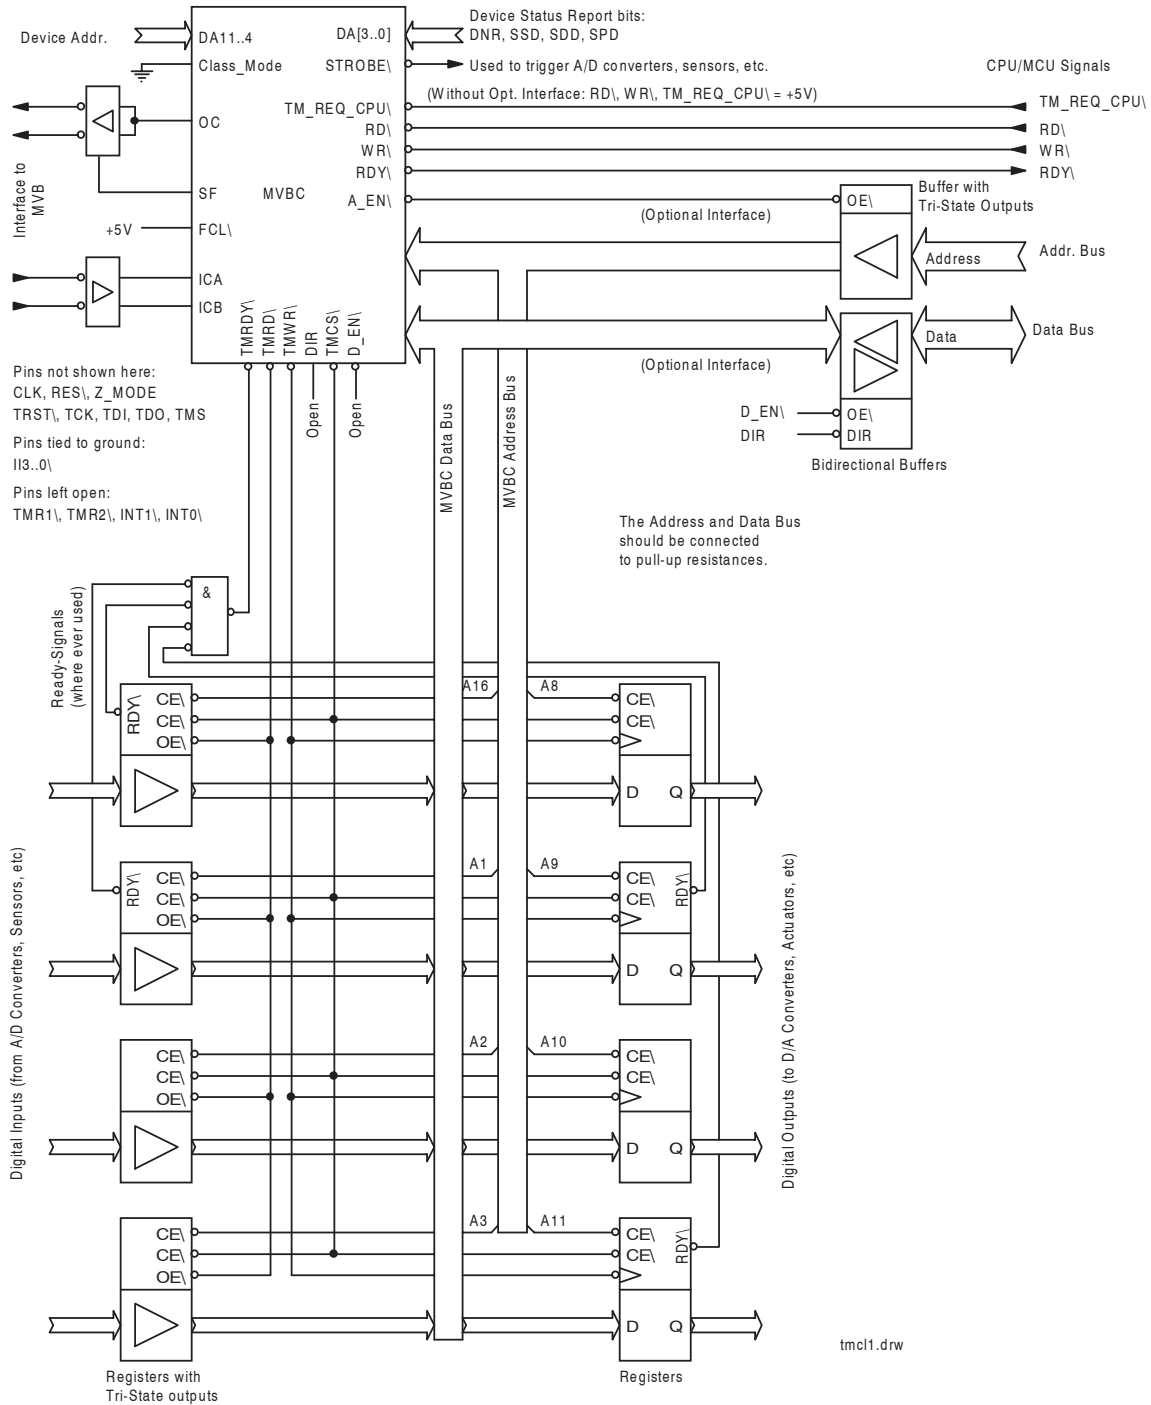 Device Status Report bits:
DNR, SSD, SDD, SPD
Device Addr.
DA11..4
DA[3..0]
Class_Mode
STROBE\
Used to trigger A/D converters, sensors, etc.
CPU/MCU Signals
(Without Opt. Interface: RD\, WR\, TM_REQ_CPU\ = +5V)
TM_REQ_CPU\
TM_REQ_CPU\
OC
RD\
RD\
WR\
WR\
RDY\
RDY\
Interface to
MVB
SF
MVBC
A_EN\
OE\
Buffer with
Tri-State Outputs
(Optional Interface)
+5V
FCL\
Address
Addr. Bus
ICA
ICB
TMRDY\
TMRD\
TMWR\
DIR
TMCS\
D_EN\
Data
Data Bus
(Optional Interface)
Pins not shown here:
CLK, RES\, Z_MODE
TRST\, TCK, TDI, TDO, TMS
Pins tied to ground:
II3..0\
Pins left open:
TMR1\, TMR2\, INT1\, INT0\
Open
Open
MVBC Data Bus
MVBC Address Bus
D_EN\
OE\
DIR
DIR
Bidirectional Buffers
The Address and Data Bus
should be connected
to pull-up resistances.
Ready-Signals
(where ever used)
&
RDY\
CE\
CE\
OE\
A16
A8
CE\
CE\
D
Q
RDY\
CE\
CE\
OE\
A1
A9
CE\
CE\
RDY\
D
Q
Digital Inputs (from A/D Converters, Sensors, etc)
Digital Outputs (to D/A Converters, Actuators, etc)
CE\
CE\
OE\
A2
A10
CE\
CE\
D
Q
CE\
CE\
OE\
A3
A11
CE\
CE\
RDY\
D
Q
tmcl1.drw
Registers with
Tri-State outputs
Registers